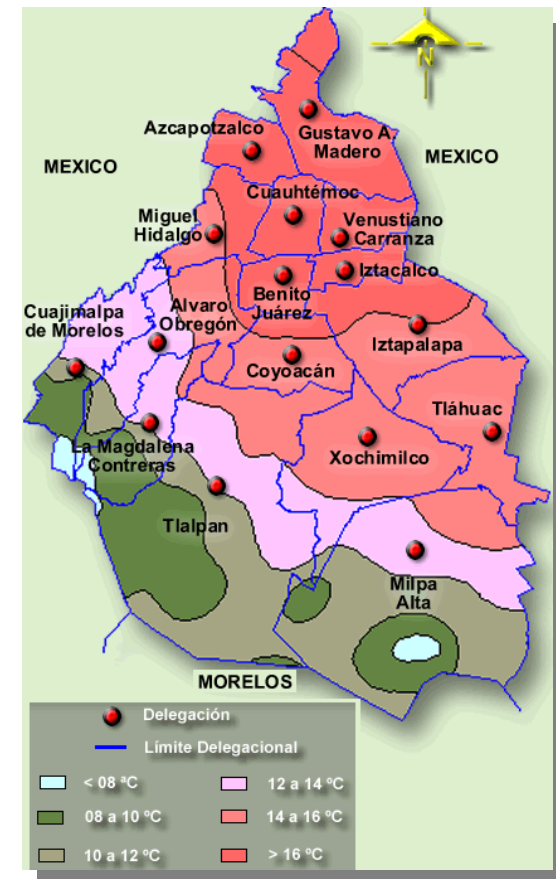 N
Azcapotzalco
Gustavo A.
Madero
MEXICO
MEXICO
Cuauhtémoc
Miguel
Hidalgo
Venustiano
Carranza
Iztacalco
Benito
Juárez
Cuajimalpa
de Morelos
Alvaro
Obregón
Iztapalapa
Coyoacán
Tláhuac
La Magdalena
Contreras
Xochimilco
Tlalpan
Milpa
Alta
MORELOS
Delegación
Límite Delegacional
< 08 ºC
12 a 14 ºC
08 a 10 ºC
14 a 16 ºC
10 a 12 ºC
> 16 ºC